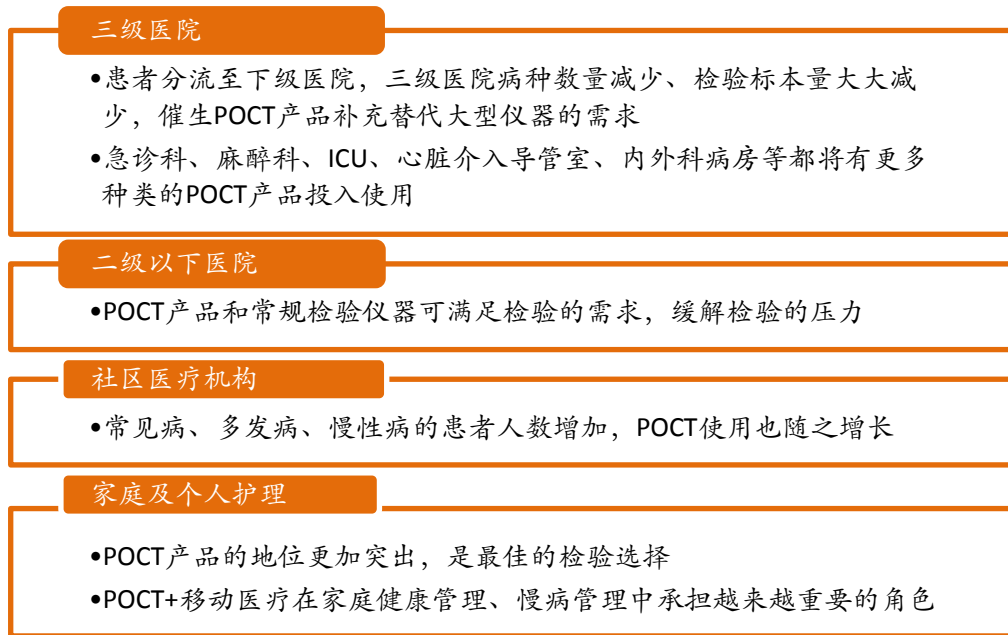 三级医院
•患者分流至下级医院，三级医院病种数量减少、检验标本量大大减
少，催生POCT产品补充替代大型仪器的需求
•急诊科、麻醉科、ICU、心脏介入导管室、内外科病房等都将有更多
种类的POCT产品投入使用
二级以下医院
•POCT产品和常规检验仪器可满足检验的需求，缓解检验的压力
社区医疗机构
•常见病、多发病、慢性病的患者人数增加，POCT使用也随之增长
家庭及个人护理
•POCT产品的地位更加突出，是最佳的检验选择
•POCT+移动医疗在家庭健康管理、慢病管理中承担越来越重要的角色